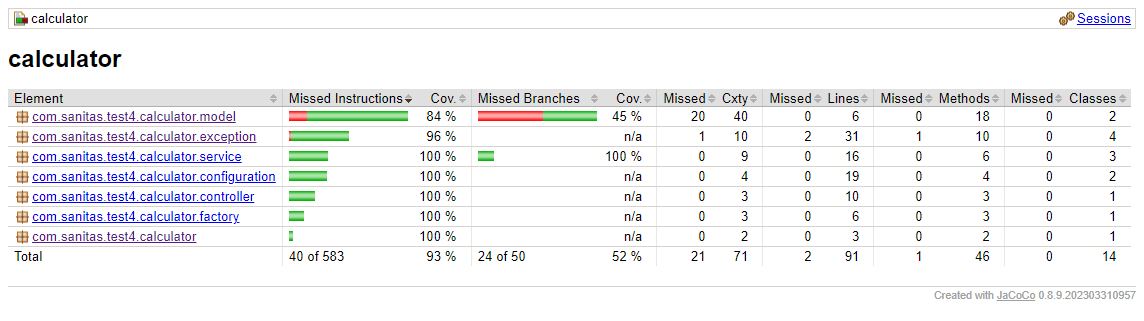 calculator Sessions
calculator
Element Missed Instructions Cov. Missed Branches Cov. Missed Cxty Missed Lines Missed Methods Missed Classes
com.sanitas.test4.calculator.model 84 % 45 % 20 40 0 6 0 18 0 2
com.sanitas.test4.calculator.exception 96 % n/a 1 10 2 31 1 10 0 4
com.sanitas.test4.calculator.service 100 % 100 % 0 9 0 16 0 6 0 3
com.sanitas.test4.calculator.configuration 100 % n/a 0 4 0 19 0 4 0 2
com.sanitas.test4.calculator.controller 100 % n/a 0 3 0 10 0 3 0 1
com.sanitas.test4.calculator.factory 100 % n/a 0 3 0 6 0 3 0 1
com.sanitas.test4.calculator 100 % n/a 0 2 0 3 0 2 0 1
Total 40 of 583 93 % 24 of 50 52 % 21 71 2 91 1 46 0 14
Created with JaCoCo 0.8.9.202303310957